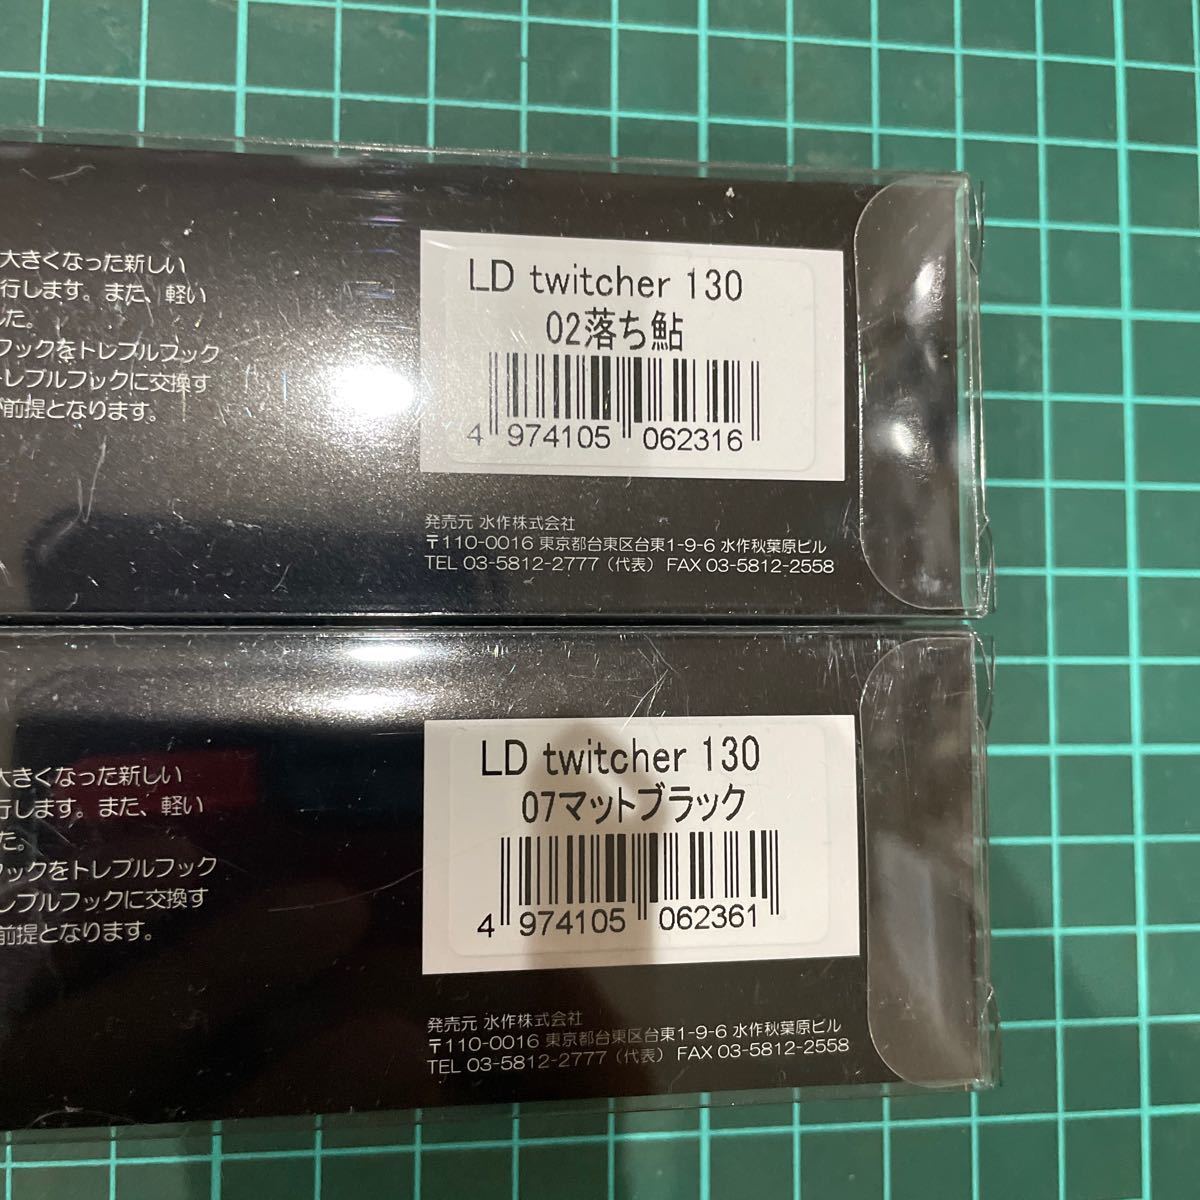 大きくなった新しい
行します。また、軽い
した。
フックをトレブルフック
トレブルフックに交換す
が前提となります。
LD twitcher 130
02落ち鮎
4 974105 062316
発売元 水作株式会社
〒110-0016 東京都台東区台東1-9-6 水作秋葉原ビル
TEL 03-5812-2777（代表） FAX 03-5812-2558
大きくなった新しい
行します。また、軽い
た。
フックをトレブルフック
レブルフックに交換す
前提となります。
LD twitcher 130
07マットブラック
4 974105 062361
発売元 水作株式会社
〒110-0016 東京都台東区台東1-9-6 水作秋葉原ビル
TEL 03-5812-2777（代表） FAX 03-5812-2558